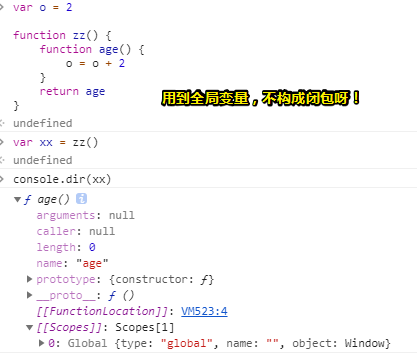 var o = 2
function zz() {
function age() {
o = o + 2
}
return age
}
用到全局变量，不构成闭包呀！
undefined
var xx = zz()
undefined
console.dir(xx)
▼ƒ age() i
arguments: null
caller: null
length: 0
name: "age"
▶prototype: {constructor: ƒ}
▶__proto__: ƒ ()
[[FunctionLocation]]: VM523:4
▼[[Scopes]]: Scopes[1]
▶0: Global {type: "global", name: "", object: Window}